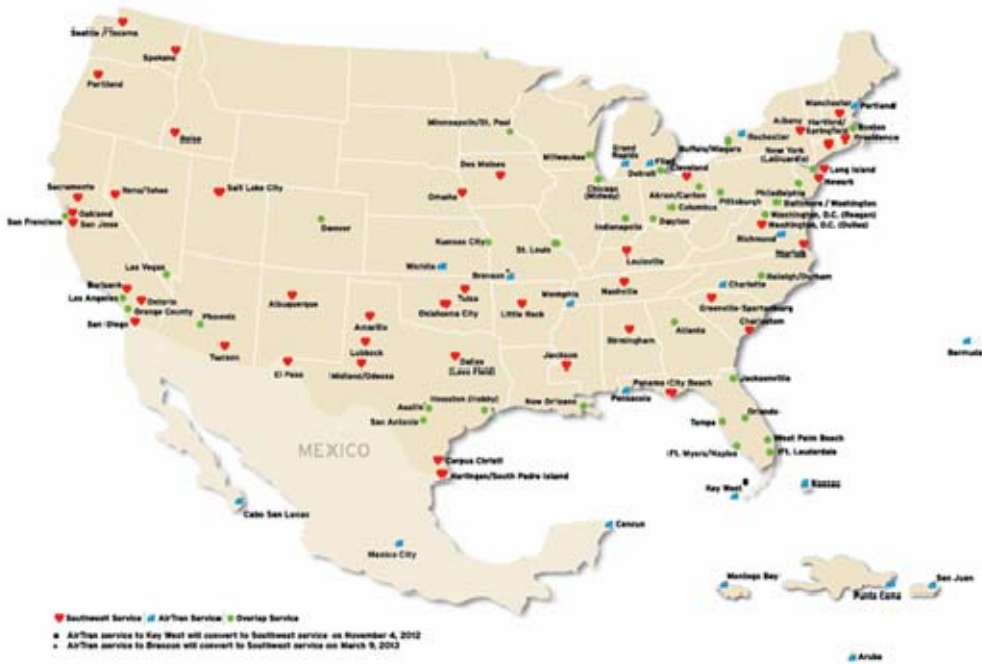 Seattle / Tacoma
Spokane
Portland
Boise
Minneapolis/St. Paul
Milwaukee
Grand
Rapids
Flint
Detroit
Buffalo/Niagara
Rochester
Manchester
Portland
Albany
Hartford/
Springfield
Boston
Providence
New York
(LaGuardia)
Long Island
Newark
Des Moines
Omaha
Chicago
(Midway)
Cleveland
Akron/Canton
Pittsburgh
Philadelphia
Baltimore / Washington
Washington, D.C. (Reagan)
Washington, D.C. (Dulles)
Sacramento
Reno/Tahoe
Salt Lake City
San Francisco
Oakland
San Jose
Denver
Kansas City
St. Louis
Indianapolis
Columbus
Dayton
Louisville
Richmond
Norfolk
Las Vegas
Burbank
Los Angeles
Ontario
Orange County
San Diego
Phoenix
Tucson
Albuquerque
El Paso
Wichita
Branson
Tulsa
Oklahoma City
Little Rock
Memphis
Nashville
Charlotte
Raleigh/Durham
Greenville-Spartanburg
Charleston
Amarillo
Lubbock
Midland/Odessa
Dallas
(Love Field)
Jackson
Birmingham
Atlanta
Bermuda
Panama City Beach
Pensacola
Jacksonville
New Orleans
Houston (Hobby)
Austin
San Antonio
Tampa
Orlando
West Palm Beach
Ft. Lauderdale
Ft. Myers/Naples
Key West
Nassau
MEXICO
Corpus Christi
Harlingen/South Padre Island
Cabo San Lucas
Mexico City
Cancun
Montego Bay
Punta Cana
San Juan
Aruba
Southwest Service
AirTran Service
Overlap Service
AirTran service to Key West will convert to Southwest service on November 4, 2012
AirTran service to Branson will convert to Southwest service on March 9, 2013